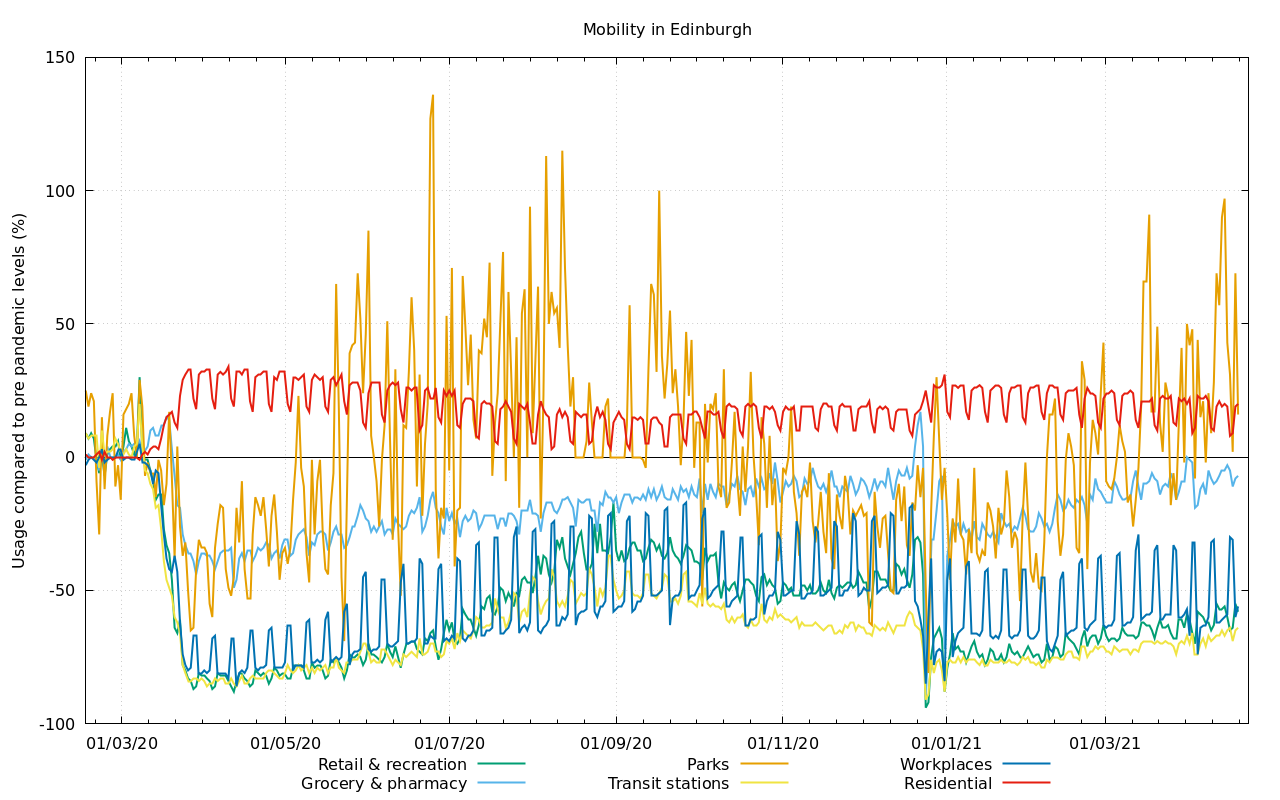 Mobility in Edinburgh
150
100
50
0
-50
-100
Usage compared to pre pandemic levels (%)
01/03/20 01/05/20 01/07/20 01/09/20 01/11/20 01/01/21 01/03/21
Retail & recreation Parks Workplaces
Grocery & pharmacy Transit stations Residential